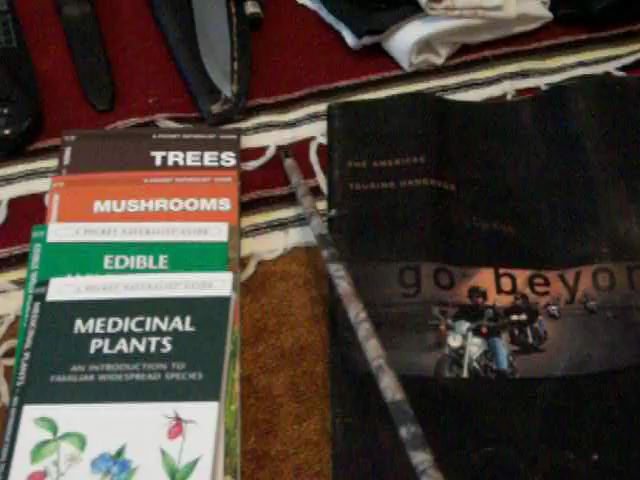 A POCKET NATURALIST GUIDE
TREES
A POCKET NATURALIST GUIDE
MUSHROOMS
A POCKET NATURALIST GUIDE
EDIBLE
A POCKET NATURALIST GUIDE
MEDICINAL
PLANTS
AN INTRODUCTION TO
FAMILIAR WIDESPREAD SPECIES
THE AMERICAS
TOURING HANDBOOK
go beyon